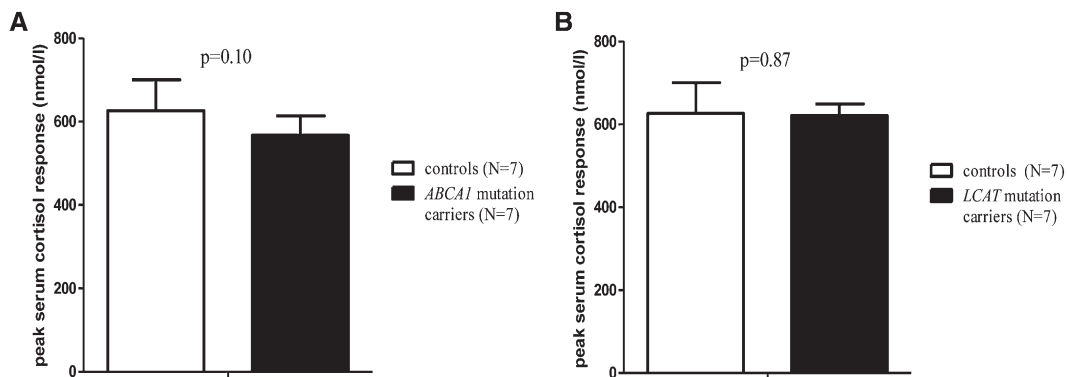 A
peak serum cortisol response (nmol/l)
800
600
400
200
0
p=0.10
controls (N=7)
ABCA1 mutation
carriers (N=7)
B
peak serum cortisol response (nmol/l)
800
600
400
200
0
p=0.87
controls (N=7)
LCAT mutation
carriers (N=7)